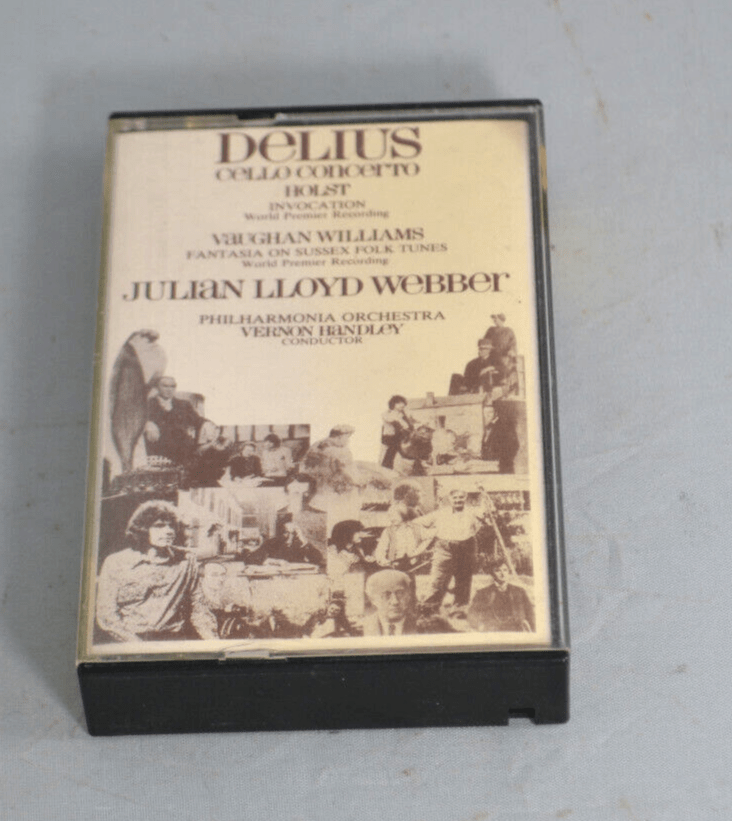 DeLIUS
CELLO CONCERTO
HOLST
INVOCATION
World Premier Recording
VaUGHAN WILLIAMS
FANTASIA ON SUSSEX FOLK TUNES
World Premier Recording
JULIaN LLOYD WeBBer
PHILHARMONIA ORCHESTRA
VERNON HaNDLeY
CONDUCTOR